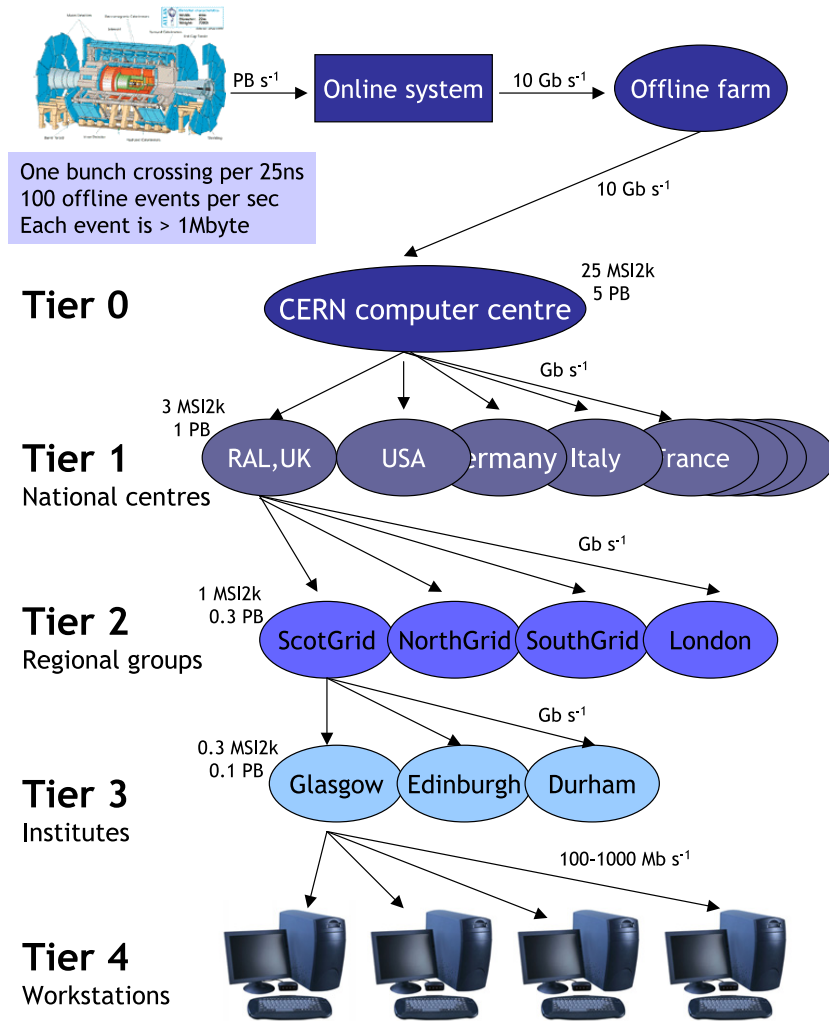 PB s-1
Online system
10 Gb s-1
Offline farm
One bunch crossing per 25ns
100 offline events per sec
Each event is > 1Mbyte
10 Gb s-1
Tier 0
CERN computer centre
25 MSI2k
5 PB
Gb s-1
3 MSI2k
1 PB
Tier 1
National centres
RAL,UK
USA
ermany
Italy
rance
Gb s-1
1 MSI2k
0.3 PB
Tier 2
Regional groups
ScotGrid
NorthGrid
SouthGrid
London
Gb s-1
0.3 MSI2k
0.1 PB
Tier 3
Institutes
Glasgow
Edinburgh
Durham
100-1000 Mb s-1
Tier 4
Workstations